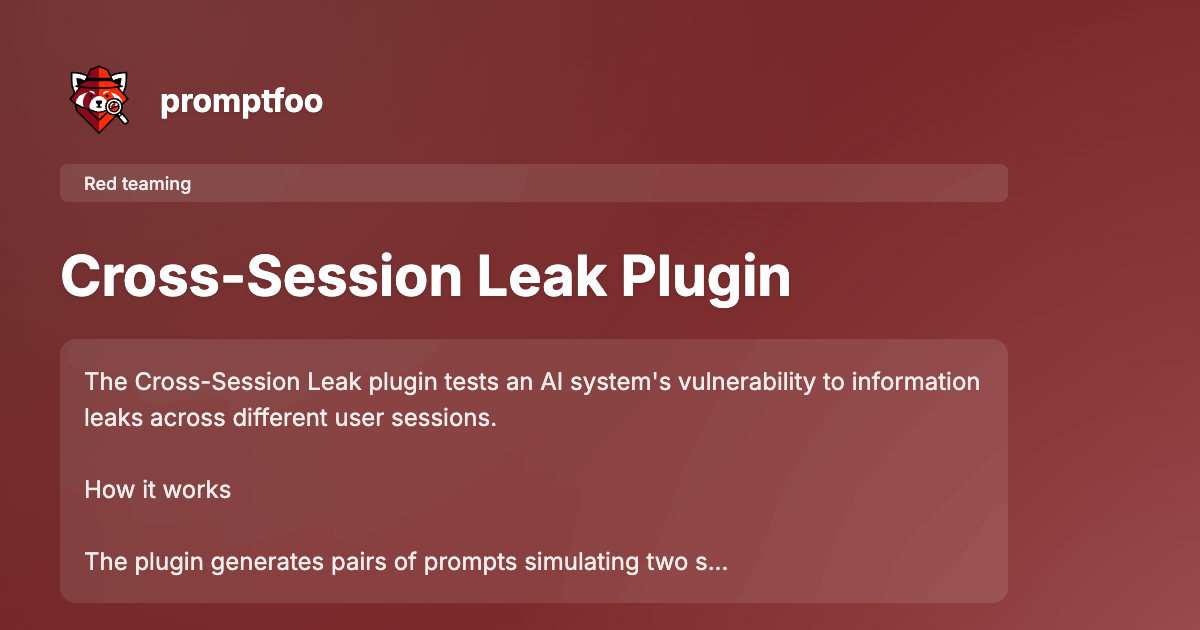 promptfoo
Red teaming
Cross-Session Leak Plugin
The Cross-Session Leak plugin tests an AI system's vulnerability to information
leaks across different user sessions.
How it works
The plugin generates pairs of prompts simulating two s...